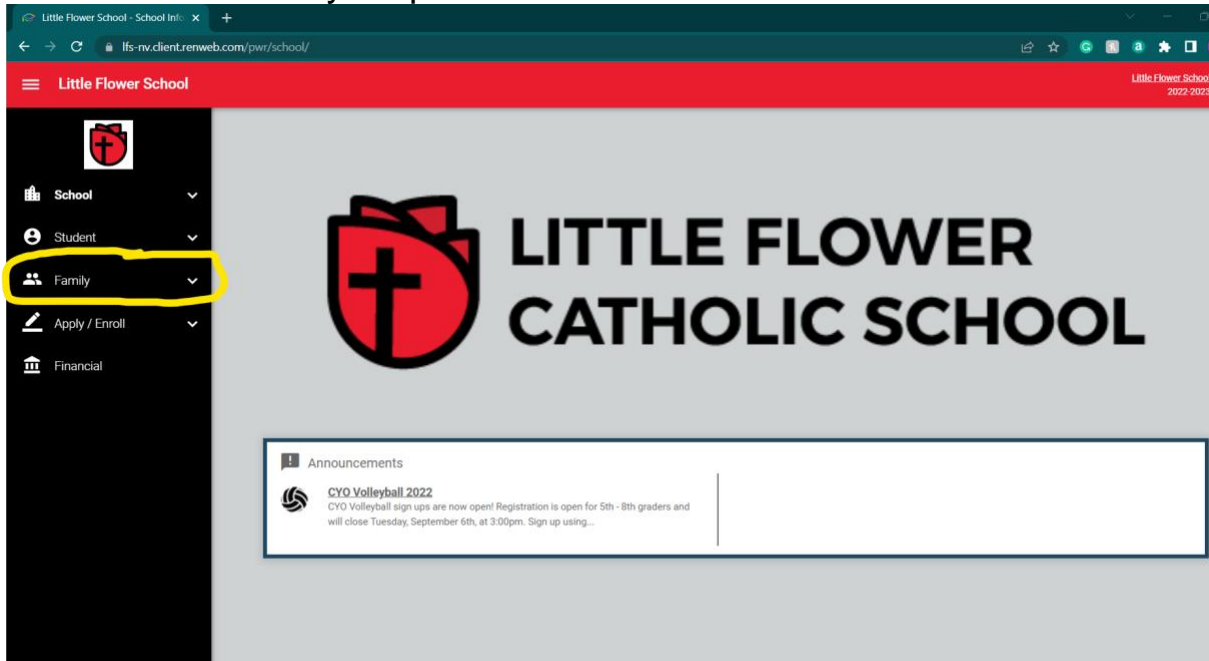 Little Flower School - School Info
lfs-nv.client.renweb.com/pwr/school/
Little Flower School
Little Flower School
2022-2023
School
Student
Family
Apply / Enroll
Financial
LITTLE FLOWER
CATHOLIC SCHOOL
Announcements
CYO Volleyball 2022
CYO Volleyball sign ups are now open! Registration is open for 5th - 8th graders and
will close Tuesday, September 6th, at 3:00pm. Sign up using...